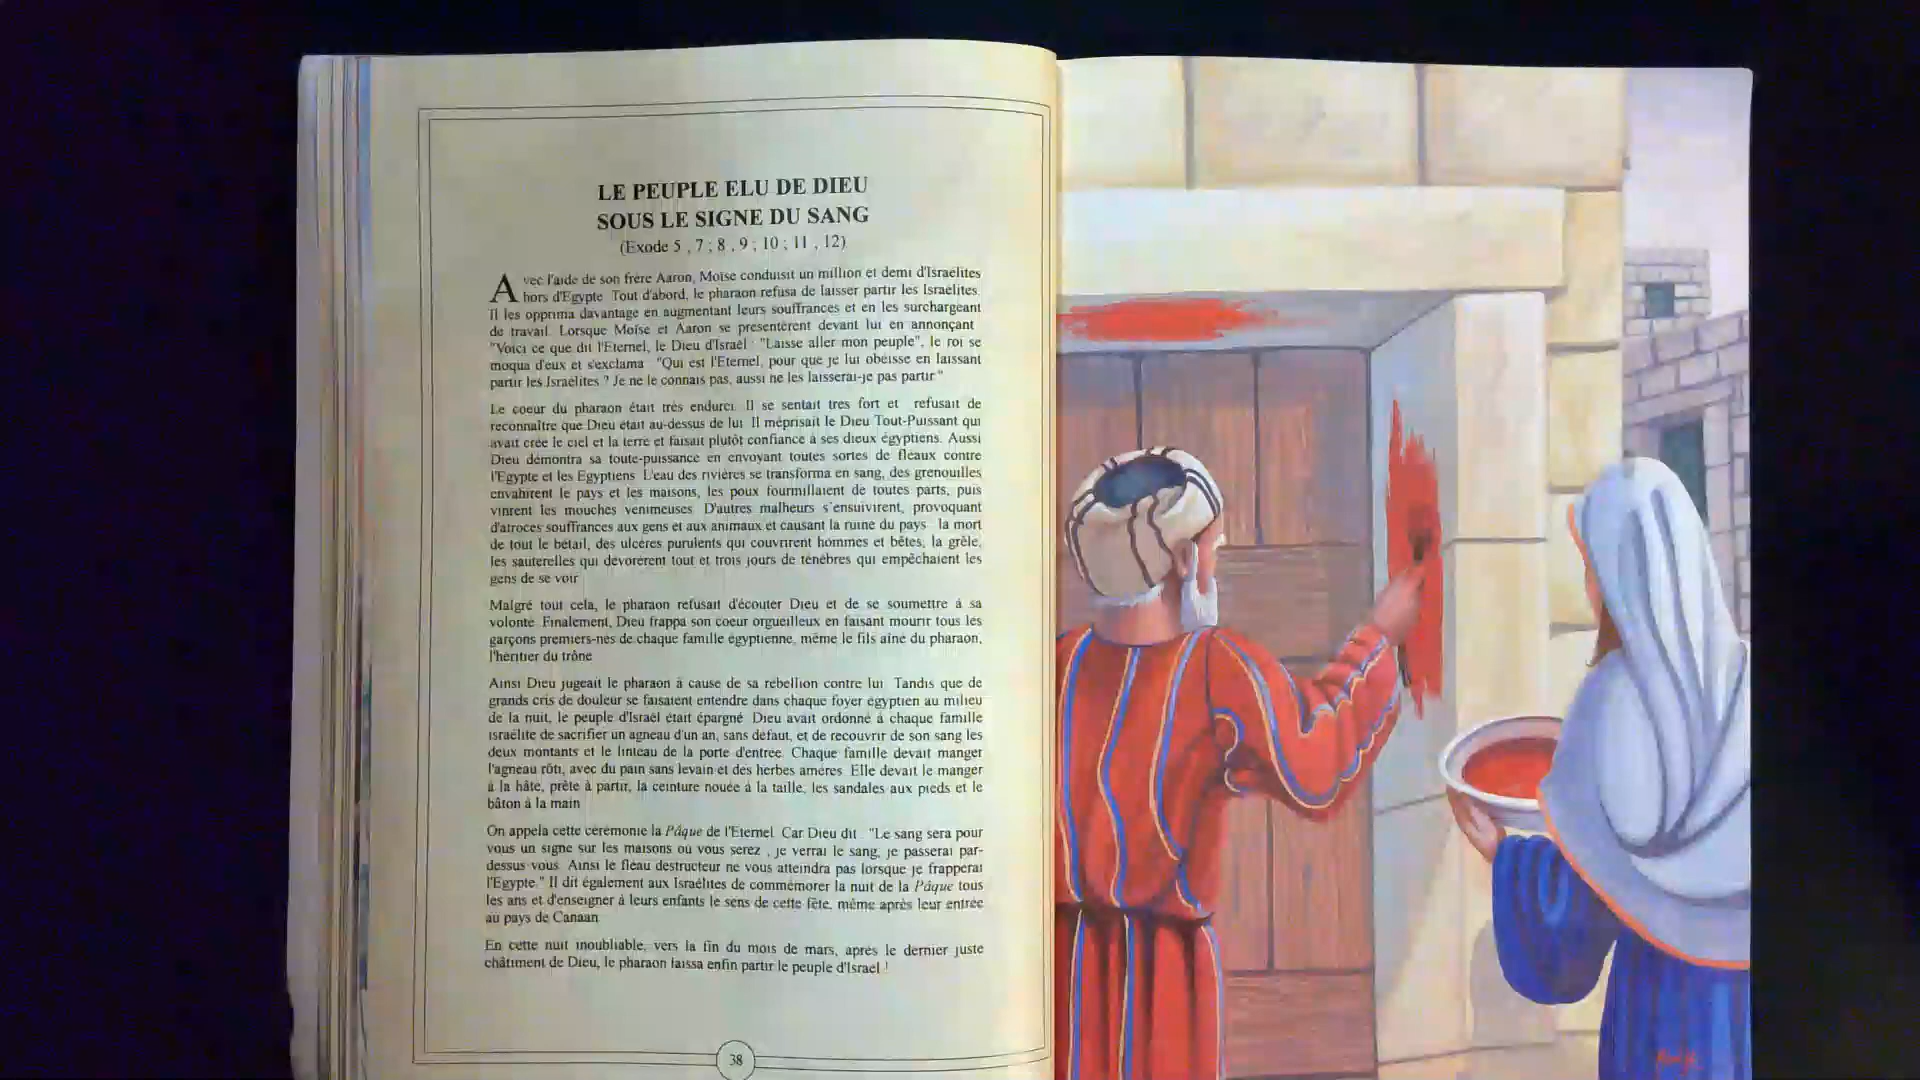 LE PEUPLE ELU DE DIEU
SOUS LE SIGNE DU SANG
(Exode 5 , 7 ; 8 , 9 ; 10 ; 11 , 12)
Avec l'aide de son frère Aaron, Moïse conduisit un million et demi d'Israélites
hors d'Egypte Tout d'abord, le pharaon refusa de laisser partir les Israélites.
Il les opprima davantage en augmentant leurs souffrances et en les surchargeant
de travail. Lorsque Moïse et Aaron se présentèrent devant lui en annonçant
"Voici ce que dit l'Eternel, le Dieu d'Israël : "Laisse aller mon peuple", le roi se
moqua d'eux et s'exclama : "Qui est l'Eternel, pour que je lui obéisse en laissant
partir les Israélites ? Je ne le connais pas, aussi ne les laisserai-je pas partir"
Le coeur du pharaon était très endurci. Il se sentait très fort et refusait de
reconnaître que Dieu était au-dessus de lui. Il méprisait le Dieu Tout-Puissant qui
avait créé le ciel et la terre et faisait plutôt confiance à ses dieux égyptiens. Aussi
Dieu démontra sa toute-puissance en envoyant toutes sortes de fléaux contre
l'Egypte et les Egyptiens. L'eau des rivières se transforma en sang, des grenouilles
envahirent le pays et les maisons, les poux fourmillaient de toutes parts, puis
vinrent les mouches venimeuses. D'autres malheurs s'ensuivirent, provoquant
d'atroces souffrances aux gens et aux animaux et causant la ruine du pays : la mort
de tout le bétail, des ulcères purulents qui couvrirent hommes et bêtes, la grêle,
les sauterelles qui dévorèrent tout et trois jours de ténèbres qui empêchaient les
gens de se voir
Malgré tout cela, le pharaon refusait d'écouter Dieu et de se soumettre à sa
volonté. Finalement, Dieu frappa son coeur orgueilleux en faisant mourir tous les
garçons premiers-nés de chaque famille égyptienne, même le fils aîné du pharaon,
l'héritier du trône
Ainsi Dieu jugeait le pharaon à cause de sa rébellion contre lui. Tandis que de
grands cris de douleur se faisaient entendre dans chaque foyer égyptien au milieu
de la nuit, le peuple d'Israël était épargné. Dieu avait ordonné à chaque famille
israélite de sacrifier un agneau d'un an, sans défaut, et de recouvrir de son sang les
deux montants et le linteau de la porte d'entrée. Chaque famille devait manger
l'agneau rôti, avec du pain sans levain et des herbes amères. Elle devait le manger
à la hâte, prête à partir, la ceinture nouée à la taille, les sandales aux pieds et le
bâton à la main
On appela cette cérémonie la Pâque de l'Eternel. Car Dieu dit : "Le sang sera pour
vous un signe sur les maisons où vous serez , je verrai le sang, je passerai par-
dessus vous. Ainsi le fléau destructeur ne vous atteindra pas lorsque je frapperai
l'Egypte." Il dit également aux Israélites de commémorer la nuit de la Pâque tous
les ans et d'enseigner à leurs enfants le sens de cette fête, même après leur entrée
au pays de Canaan
En cette nuit inoubliable, vers la fin du mois de mars, après le dernier juste
châtiment de Dieu, le pharaon laissa enfin partir le peuple d'Israël !
38